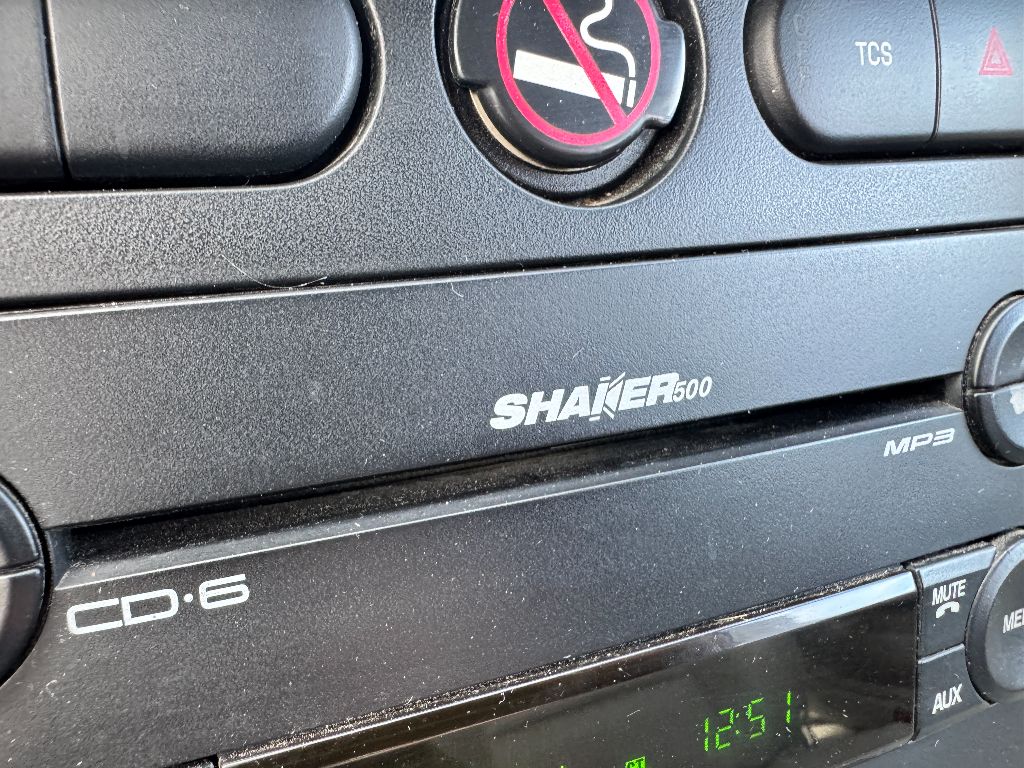 TCS
SHAKER500
MP3
CD·6
MUTE
AUX
12:51